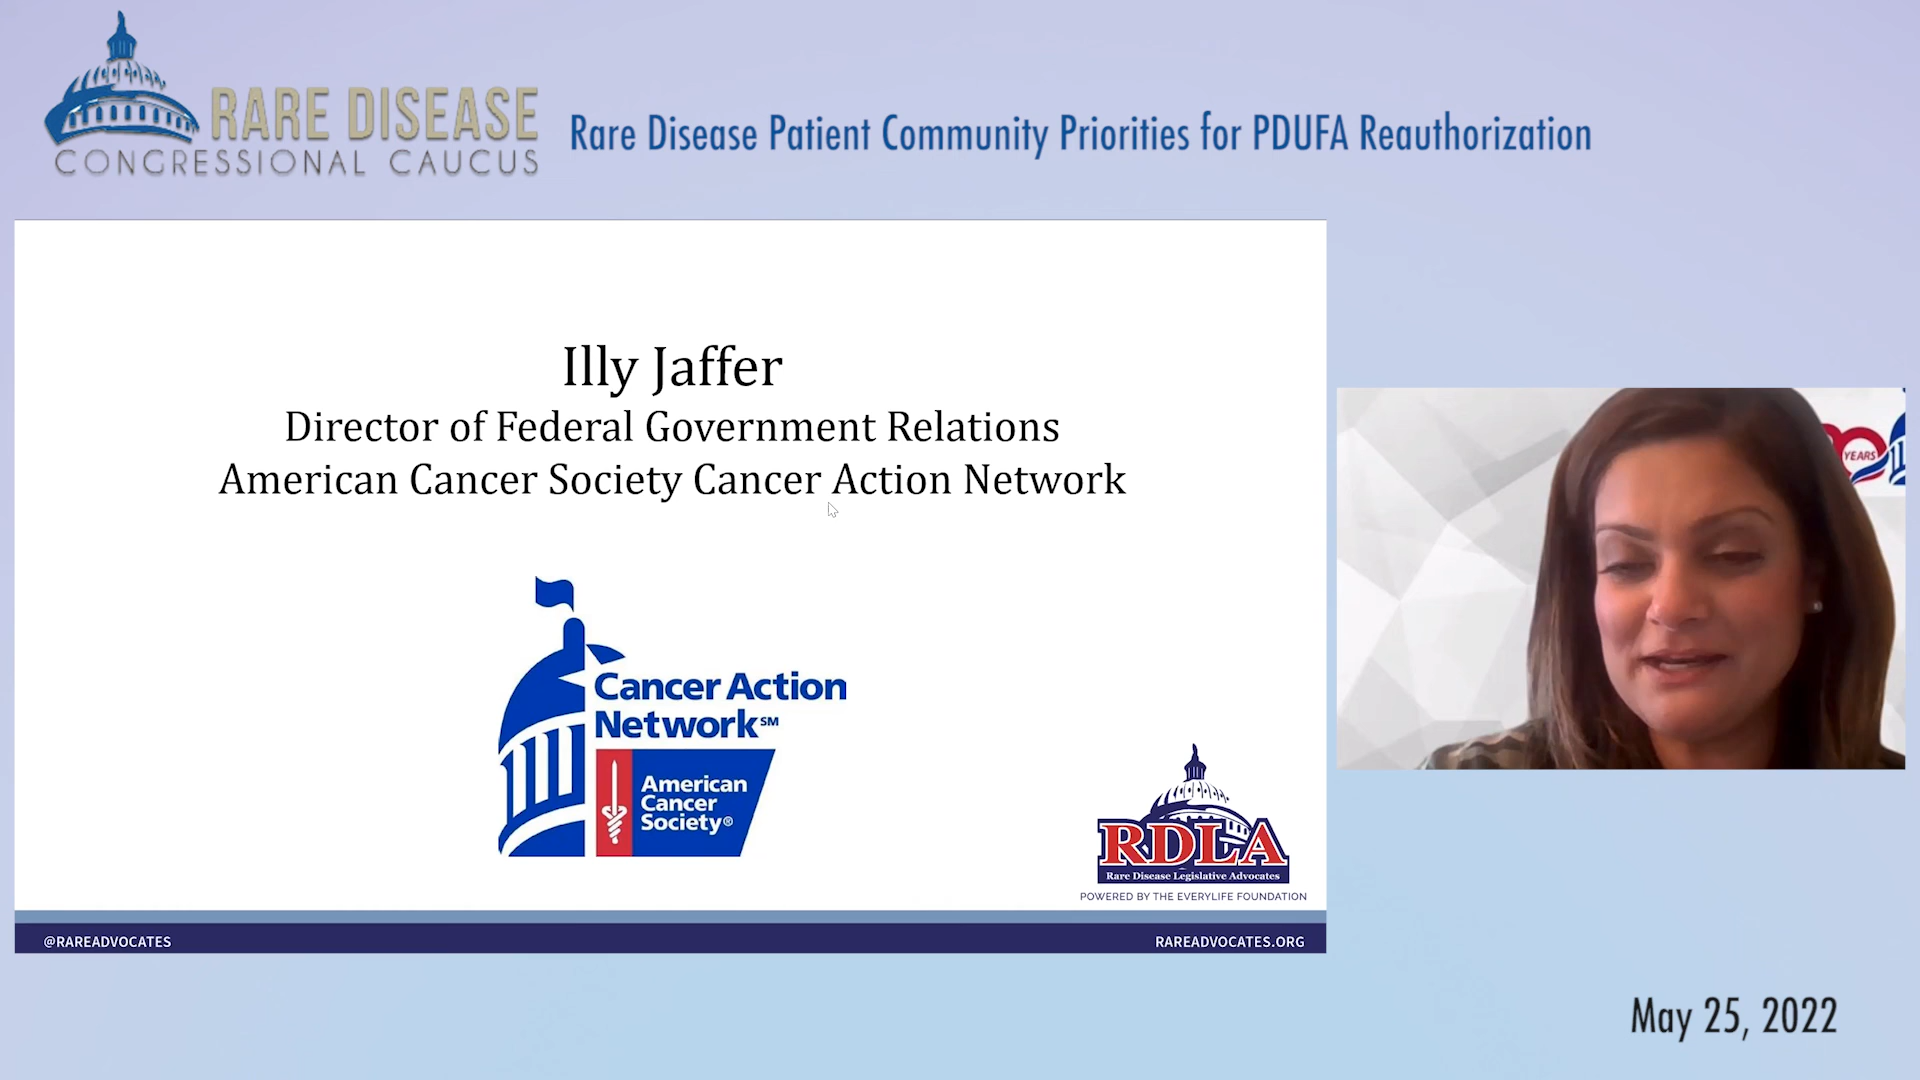 RARE DISEASE
CONGRESSIONAL CAUCUS
Rare Disease Patient Community Priorities for PDUFA Reauthorization
Illy Jaffer
Director of Federal Government Relations
American Cancer Society Cancer Action Network
Cancer Action
Network℠
American
Cancer
Society®
RDLA
Rare Disease Legislative Advocates
POWERED BY THE EVERYLIFE FOUNDATION
@RAREADVOCATES
RAREADVOCATES.ORG
YEARS
May 25, 2022